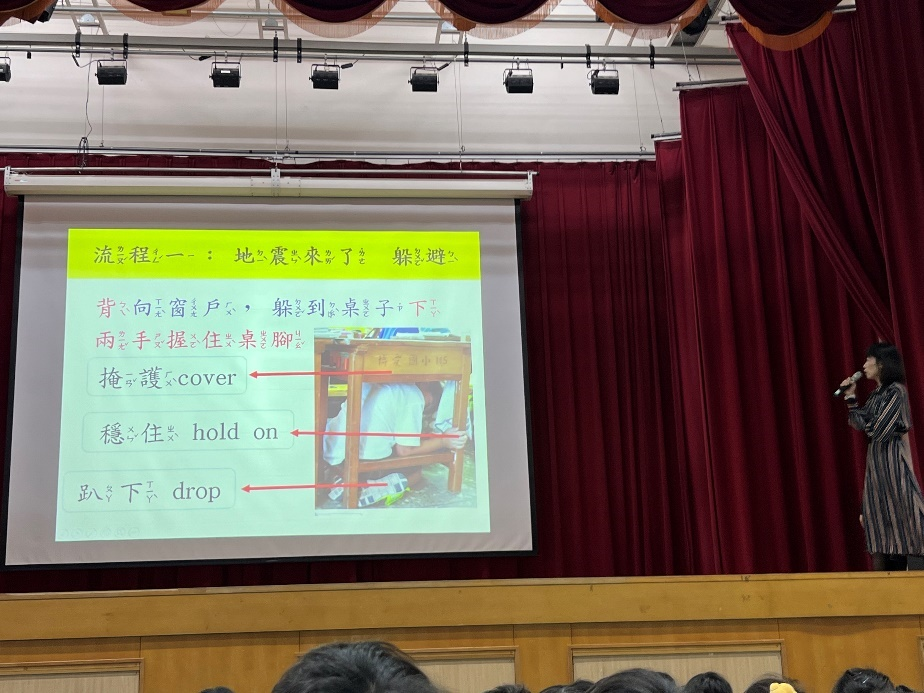 流程一：地震來了 躲避
背向窗戶，躲到桌子下
兩手握住桌腳
掩護cover
穩住 hold on
趴下 drop